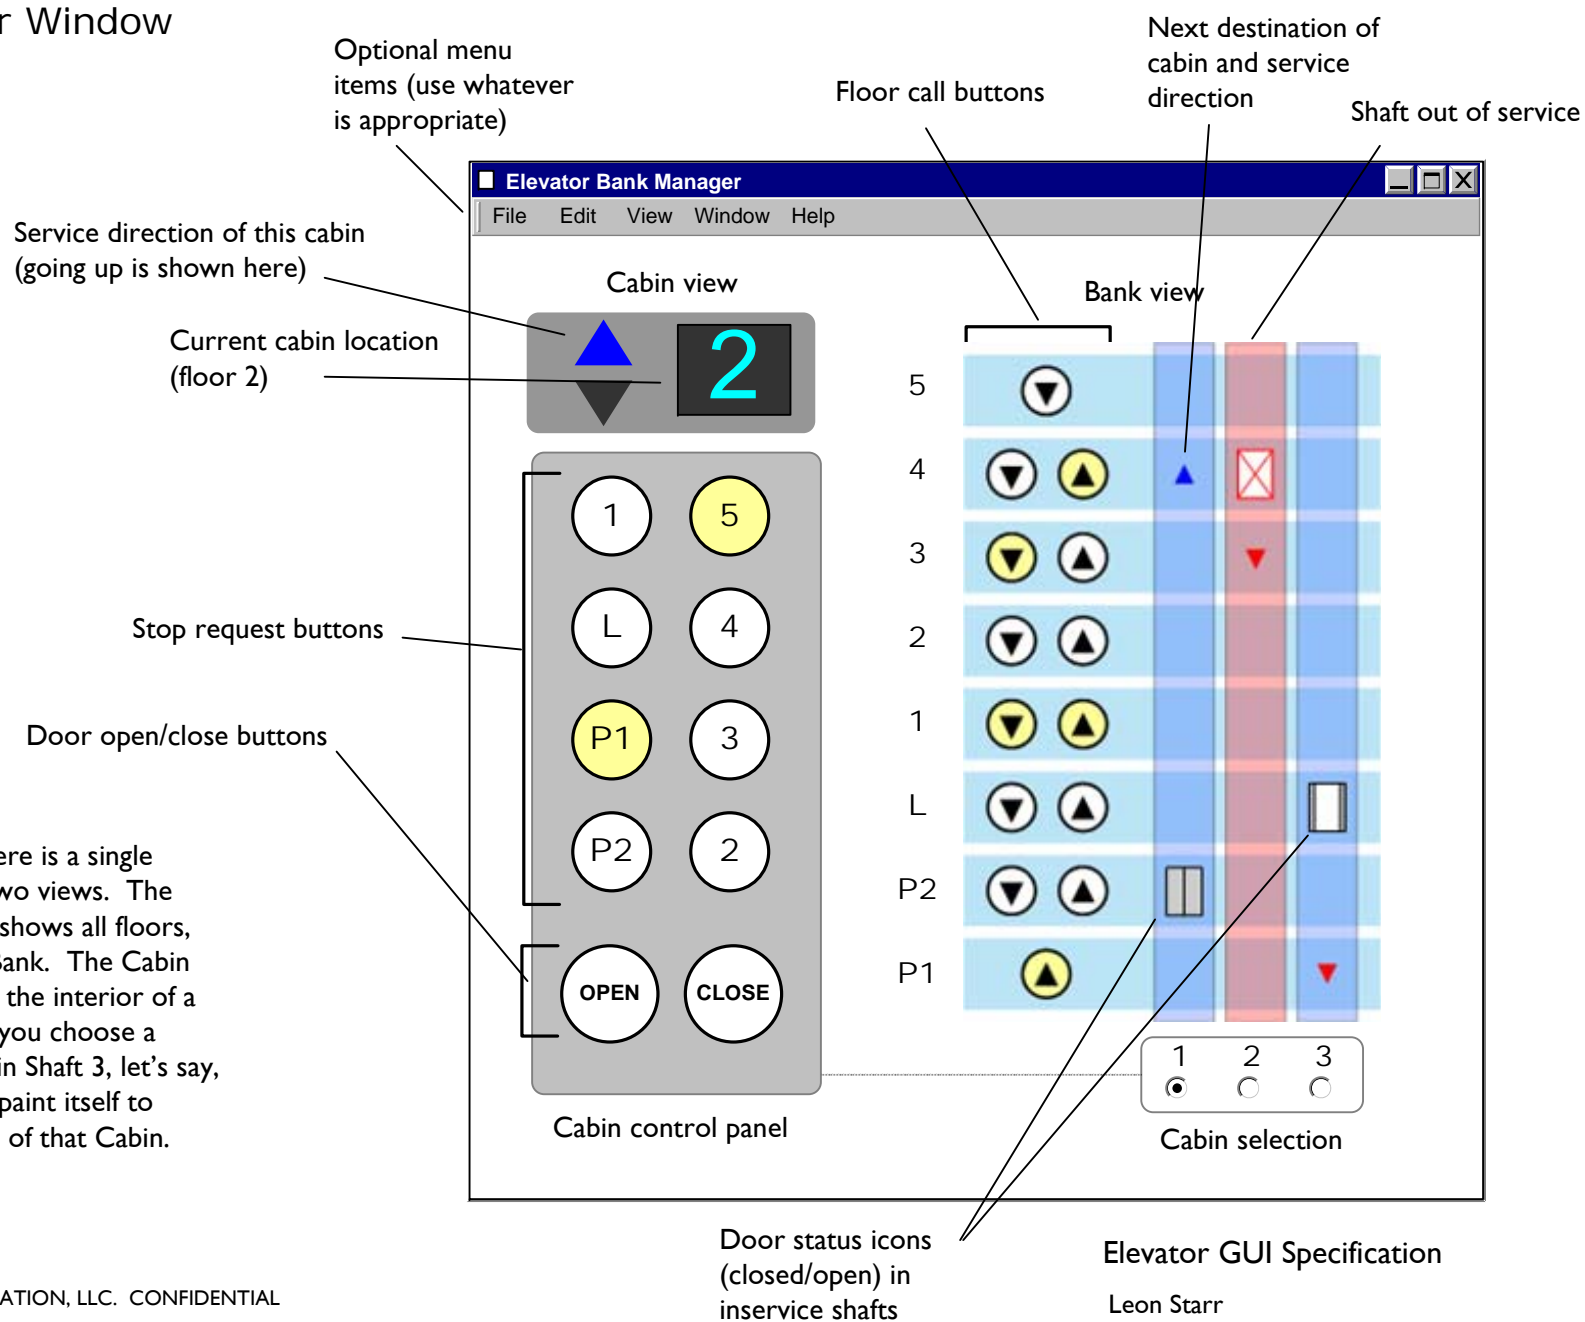 r Window
Optional menu
items (use whatever
is appropriate)
Next destination of
cabin and service
direction
Floor call buttons
Shaft out of service
Elevator Bank Manager
File Edit View Window Help
Service direction of this cabin
(going up is shown here)
Cabin view
Bank view
Current cabin location
(floor 2)
2
1 5
L 4
P1 3
P2 2
OPEN CLOSE
Stop request buttons
Door open/close buttons
5
4
3
2
1
L
P2
P1
1 2 3
Cabin selection
Cabin control panel
ere is a single
wo views. The
shows all floors,
Bank. The Cabin
the interior of a
you choose a
in Shaft 3, let's say,
paint itself to
of that Cabin.
Door status icons
(closed/open) in
inservice shafts
Elevator GUI Specification
Leon Starr
ATION, LLC. CONFIDENTIAL